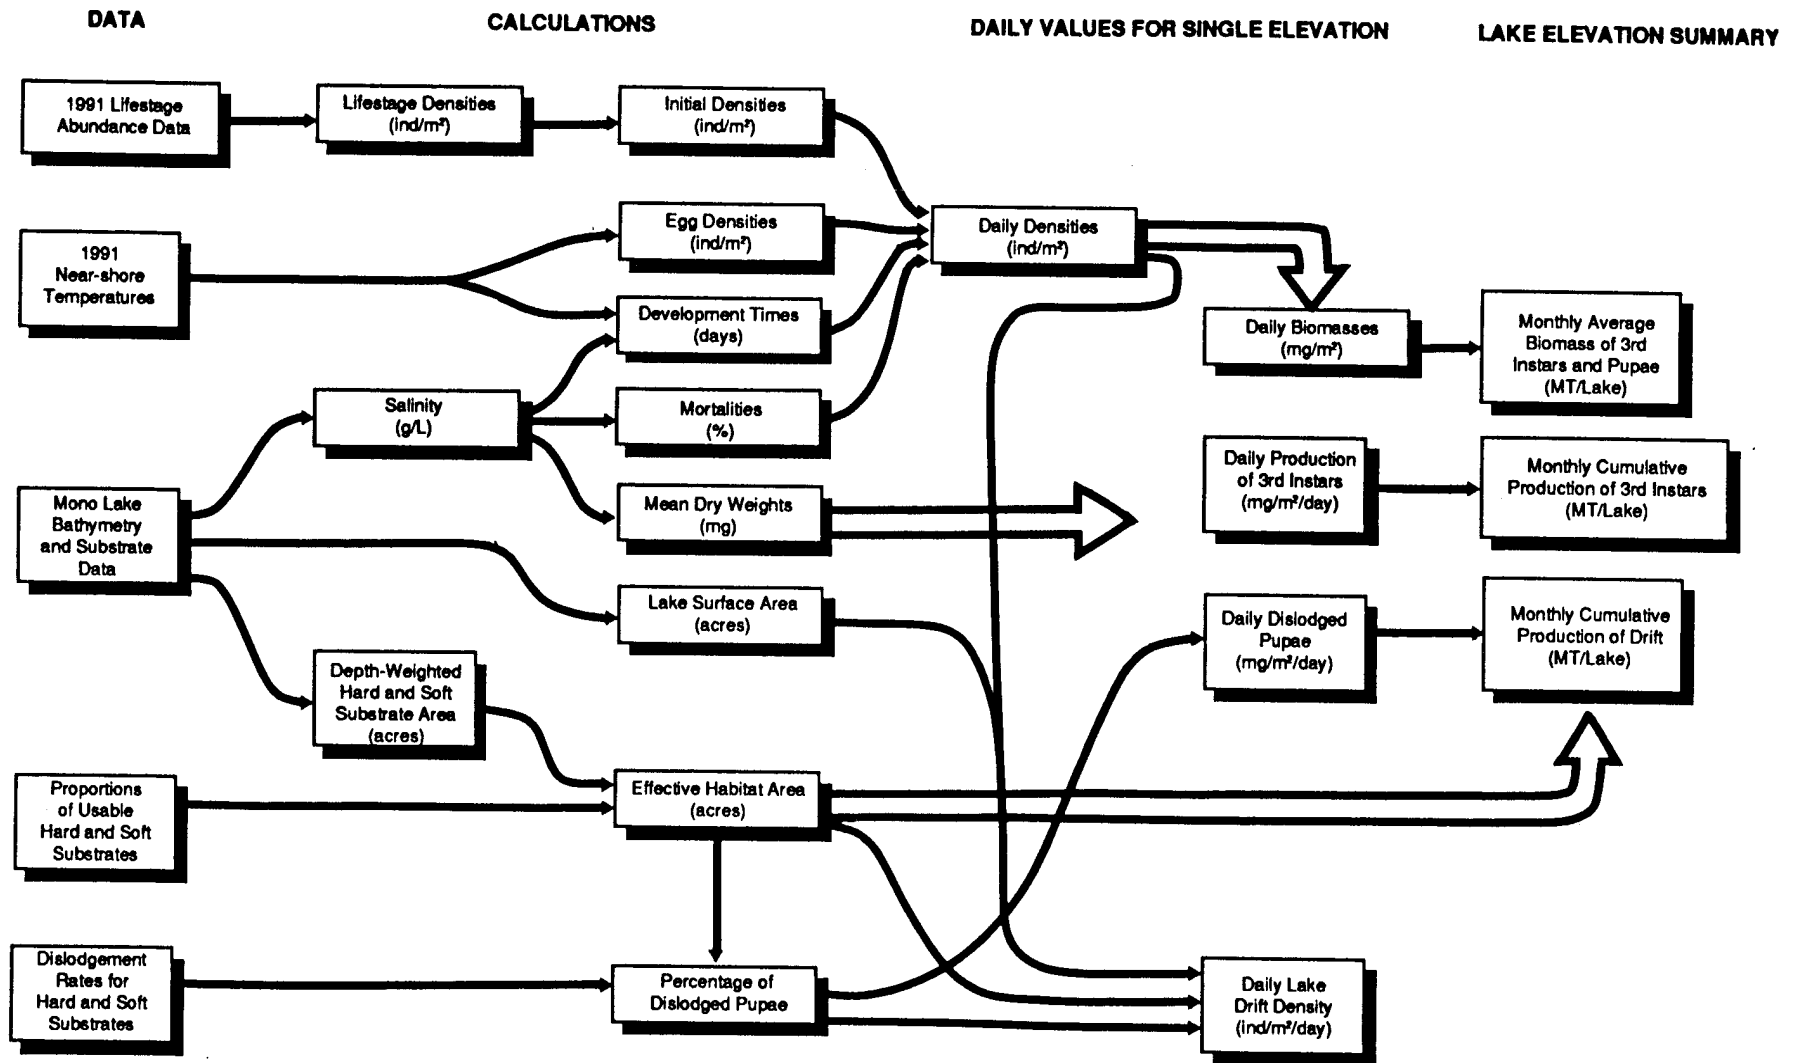 DATA
CALCULATIONS
DAILY VALUES FOR SINGLE ELEVATION
LAKE ELEVATION SUMMARY
1991 Lifestage
Abundance Data
Lifestage Densities
(ind/m²)
Initial Densities
(ind/m²)
1991
Near-shore
Temperatures
Egg Densities
(ind/m²)
Development Times
(days)
Daily Densities
(ind/m²)
Daily Biomasses
(mg/m²)
Monthly Average
Biomass of 3rd
Instars and Pupae
(MT/Lake)
Salinity
(g/L)
Mortalities
(%)
Mean Dry Weights
(mg)
Daily Production
of 3rd Instars
(mg/m²/day)
Monthly Cumulative
Production of 3rd Instars
(MT/Lake)
Mono Lake
Bathymetry
and Substrate
Data
Lake Surface Area
(acres)
Daily Dislodged
Pupae
(mg/m²/day)
Monthly Cumulative
Production of Drift
(MT/Lake)
Depth-Weighted
Hard and Soft
Substrate Area
(acres)
Proportions
of Usable
Hard and Soft
Substrates
Effective Habitat Area
(acres)
Dislodgement
Rates for
Hard and Soft
Substrates
Percentage of
Dislodged Pupae
Daily Lake
Drift Density
(ind/m²/day)